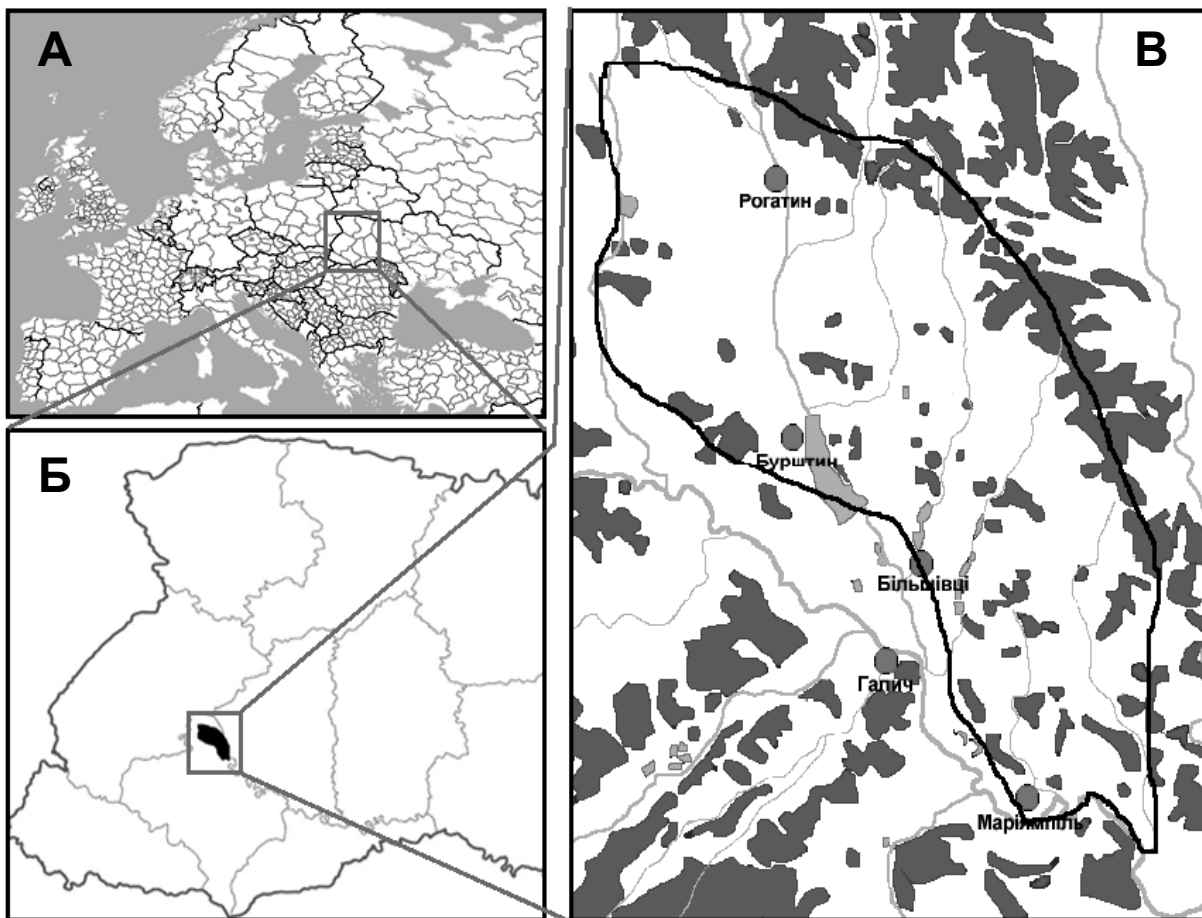 А
Б
В
Рогатин
Бурштин
Більшівці
Галич
Маріямпіль